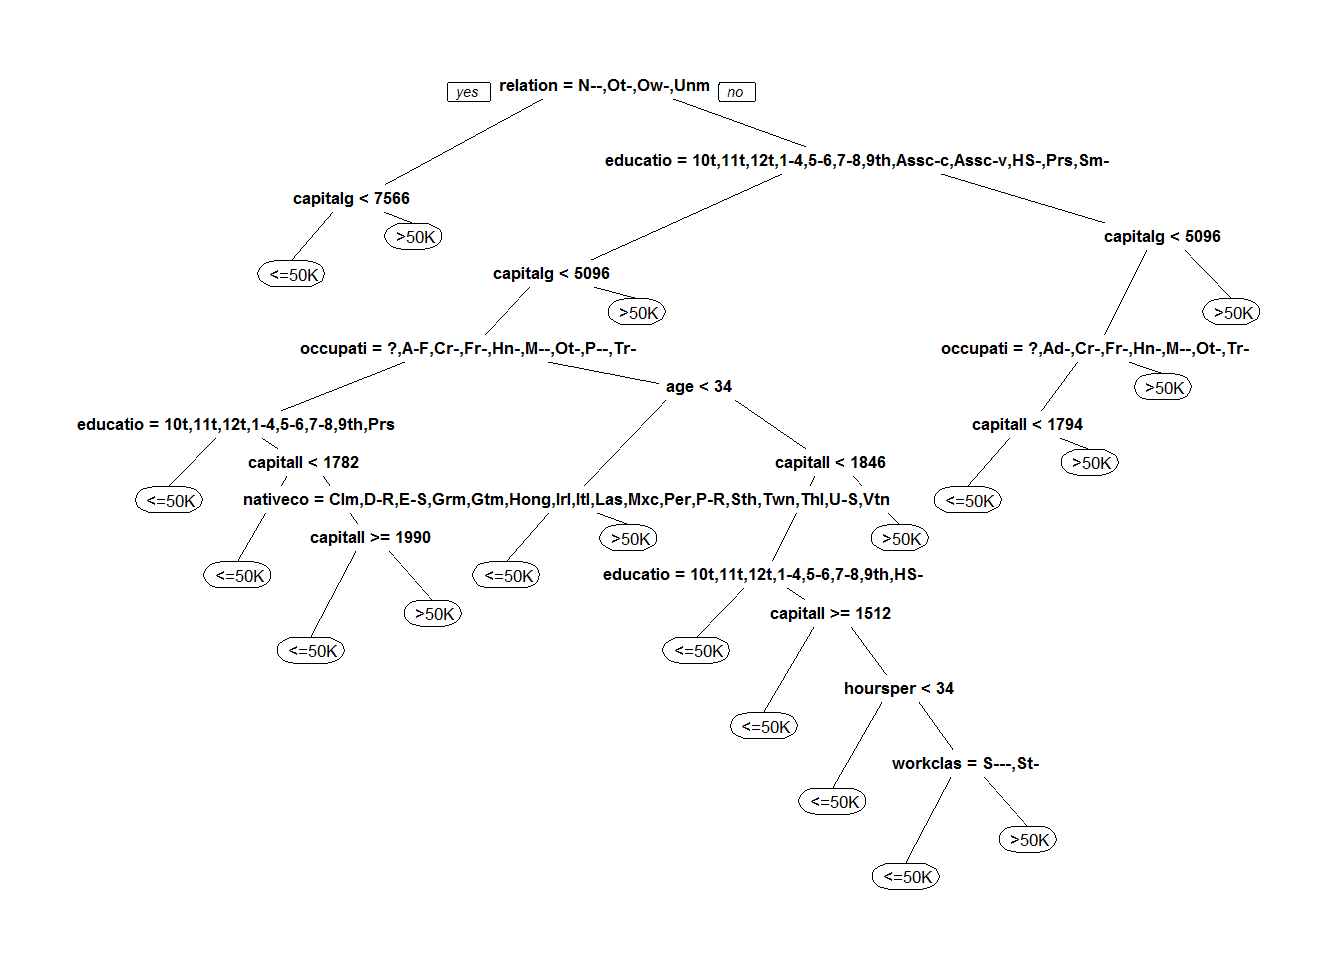 yes relation = N--,Ot-,Ow-,Unm no
educatio = 10t,11t,12t,1-4,5-6,7-8,9th,Assc-c,Assc-v,HS-,Prs,Sm-
capitalg < 7566
>50K
capitalg < 5096
<=50K
capitalg < 5096
>50K
>50K
occupati = ?,A-F,Cr-,Fr-,Hn-,M--,Ot-,P--,Tr-
occupati = ?,Ad-,Cr-,Fr-,Hn-,M--,Ot-,Tr-
age < 34
>50K
educatio = 10t,11t,12t,1-4,5-6,7-8,9th,Prs
capitall < 1794
capitall < 1782
capitall < 1846
>50K
<=50K
nativeco = Clm,D-R,E-S,Grm,Gtm,Hong,Irl,Itl,Las,Mxc,Per,P-R,Sth,Twn,Thl,U-S,Vtn
<=50K
capitall >= 1990
>50K
>50K
<=50K
<=50K
educatio = 10t,11t,12t,1-4,5-6,7-8,9th,HS-
>50K
capitall >= 1512
<=50K
<=50K
hoursper < 34
<=50K
workclas = S---,St-
<=50K
>50K
<=50K